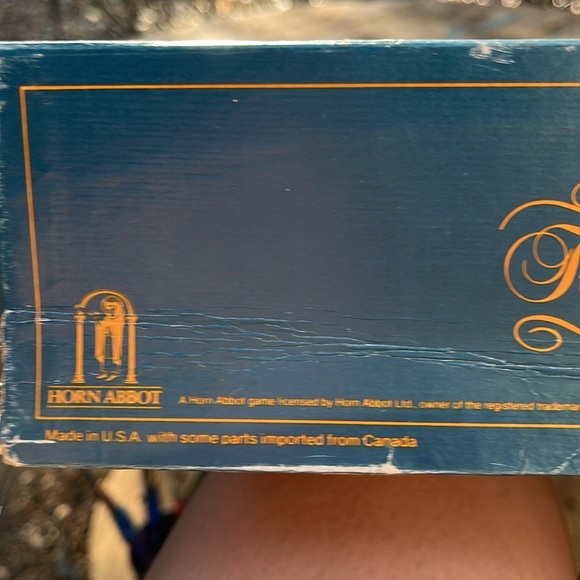 HORN ABBOT
A Horn Abbot game licensed by Horn Abbot Ltd., owner of the registered
Made in U.S.A. with some parts imported from Canada